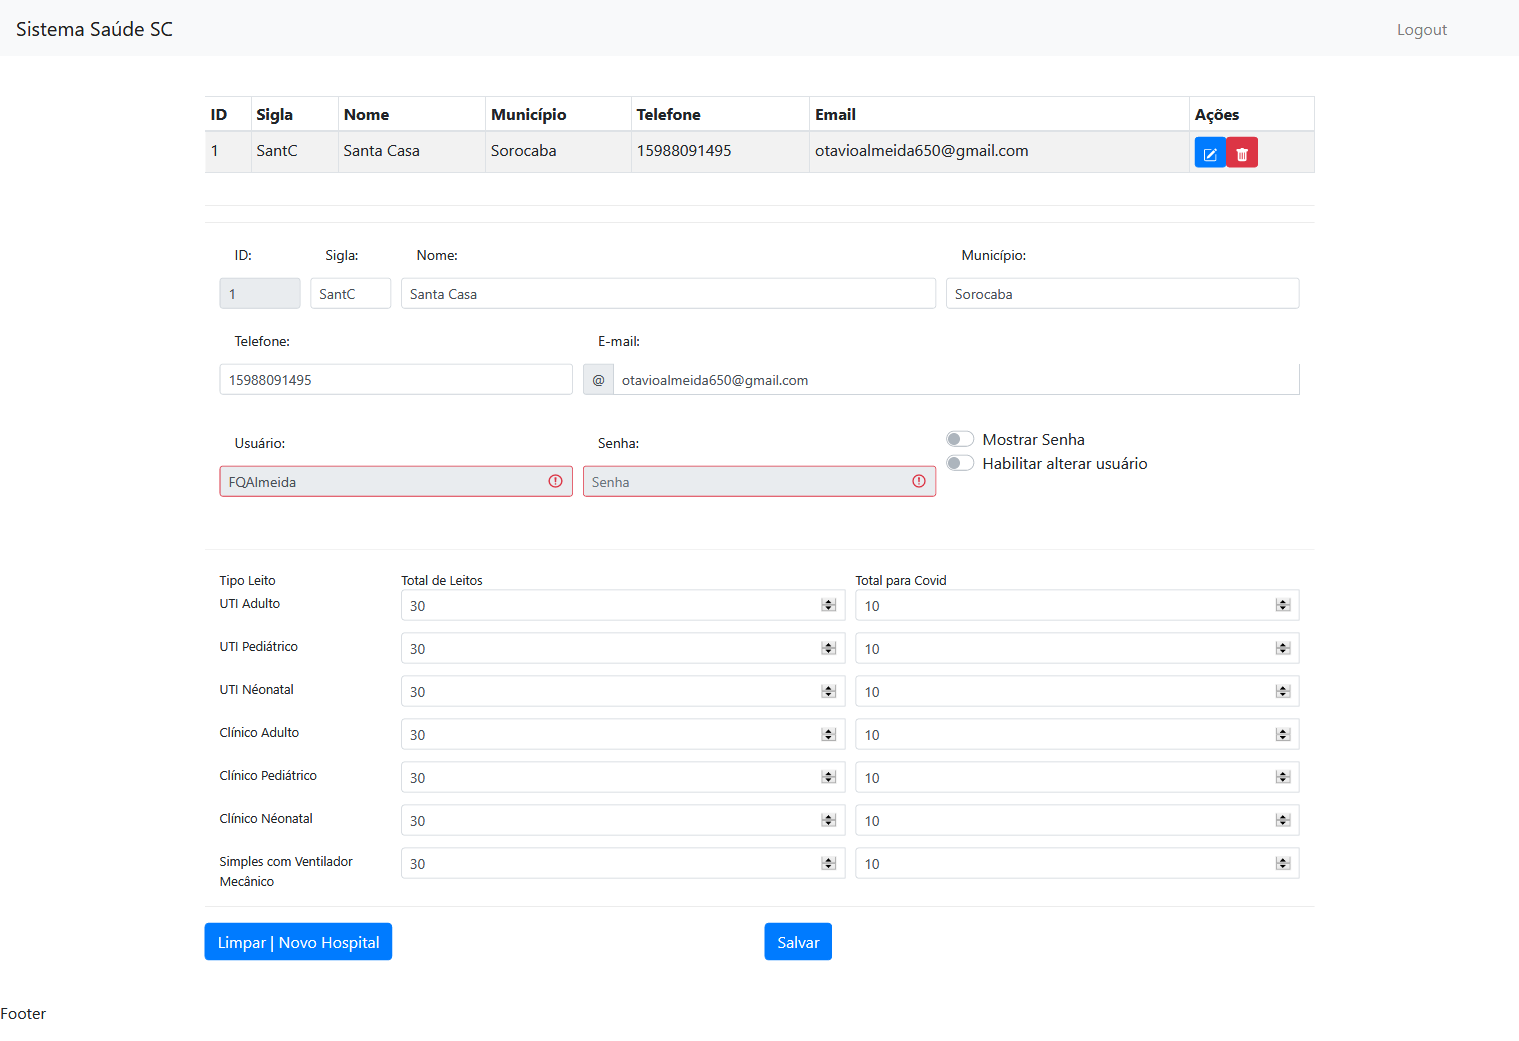 Sistema Saúde SC
Logout
ID Sigla Nome Município Telefone Email Ações
1 SantC Santa Casa Sorocaba 15988091495 otavioalmeida650@gmail.com
ID: Sigla: Nome: Município:
1 SantC Santa Casa Sorocaba
Telefone: E-mail:
15988091495 @ otavioalmeida650@gmail.com
Usuário: Senha: Mostrar Senha
Habilitar alterar usuário
FQAlmeida Senha
Tipo Leito Total de Leitos Total para Covid
UTI Adulto 30 10
UTI Pediátrico 30 10
UTI Néonatal 30 10
Clínico Adulto 30 10
Clínico Pediátrico 30 10
Clínico Néonatal 30 10
Simples com Ventilador 30 10
Mecânico
Limpar | Novo Hospital Salvar
Footer